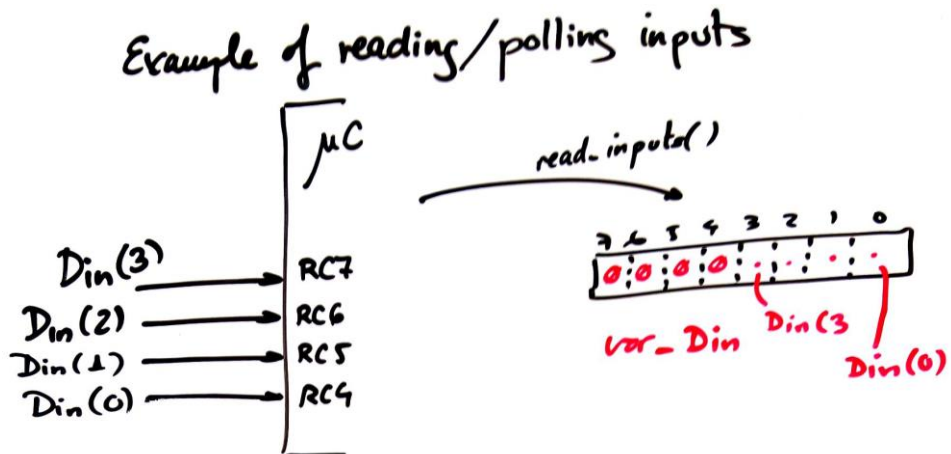 Example of reading/polling inputs
μC
read_inputs()
7 6 5 4 3 2 1 0
Din(3) RC7
Din(2) RC6
Din(1) RC5
Din(0) RC4
0 0 0 0
var_Din
Din(3
Din(0)